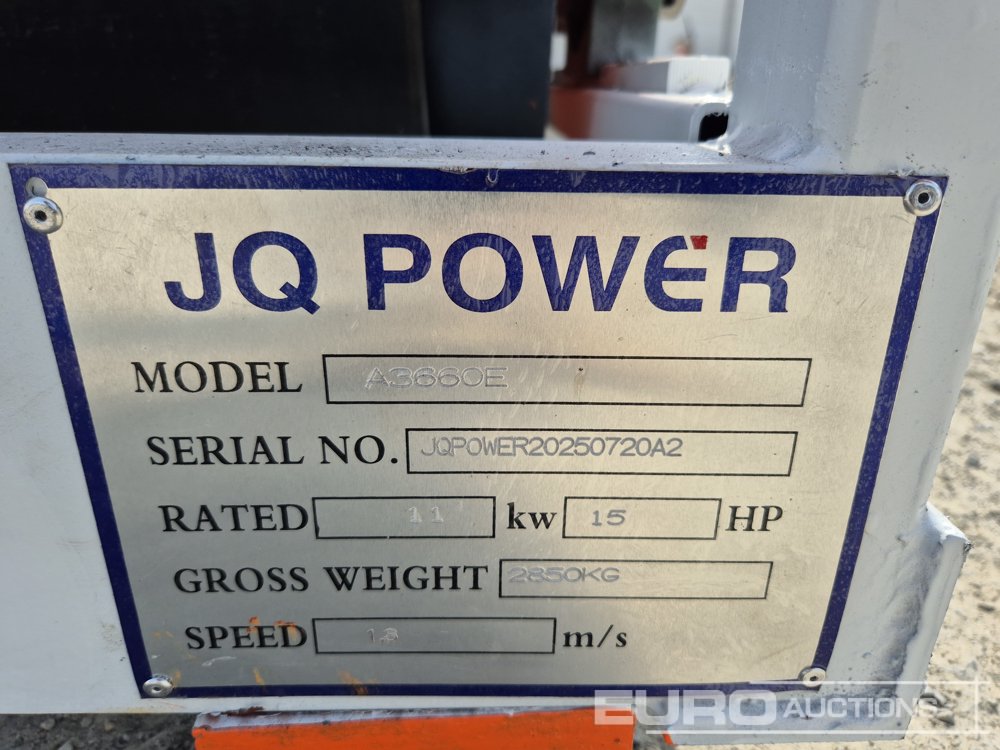 JQ POWER
MODEL A3660E
SERIAL NO. JQPOWER20250720A2
RATED 11 kw 15 HP
GROSS WEIGHT 2850KG
SPEED m/s
EURO AUCTIONS